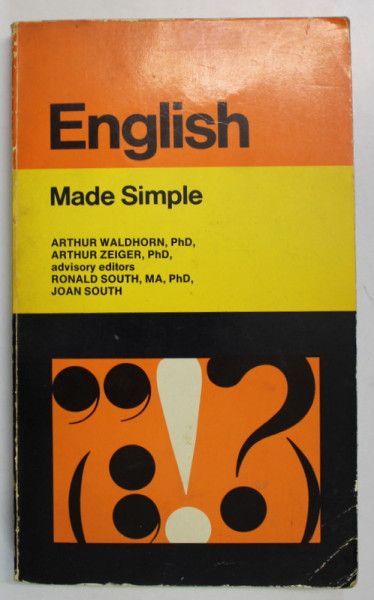 English
Made Simple
ARTHUR WALDHORN, PhD,
ARTHUR ZEIGER, PhD,
advisory editors
RONALD SOUTH, MA, PhD,
JOAN SOUTH